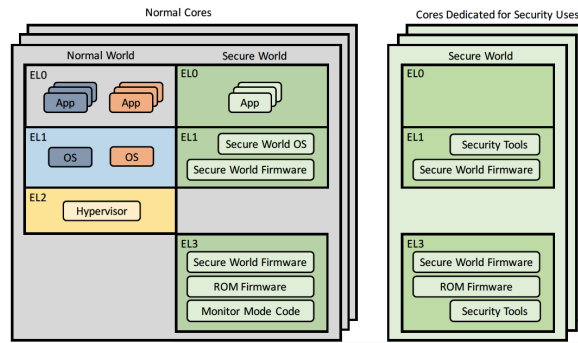 Normal Cores
Cores Dedicated for Security Uses
Normal World
Secure World
EL0
App
App
EL0
App
EL1
OS
OS
EL1
Secure World OS
Secure World Firmware
EL2
Hypervisor
EL3
Secure World Firmware
ROM Firmware
Monitor Mode Code
Secure World
EL0
EL1
Security Tools
Secure World Firmware
EL3
Secure World Firmware
ROM Firmware
Security Tools